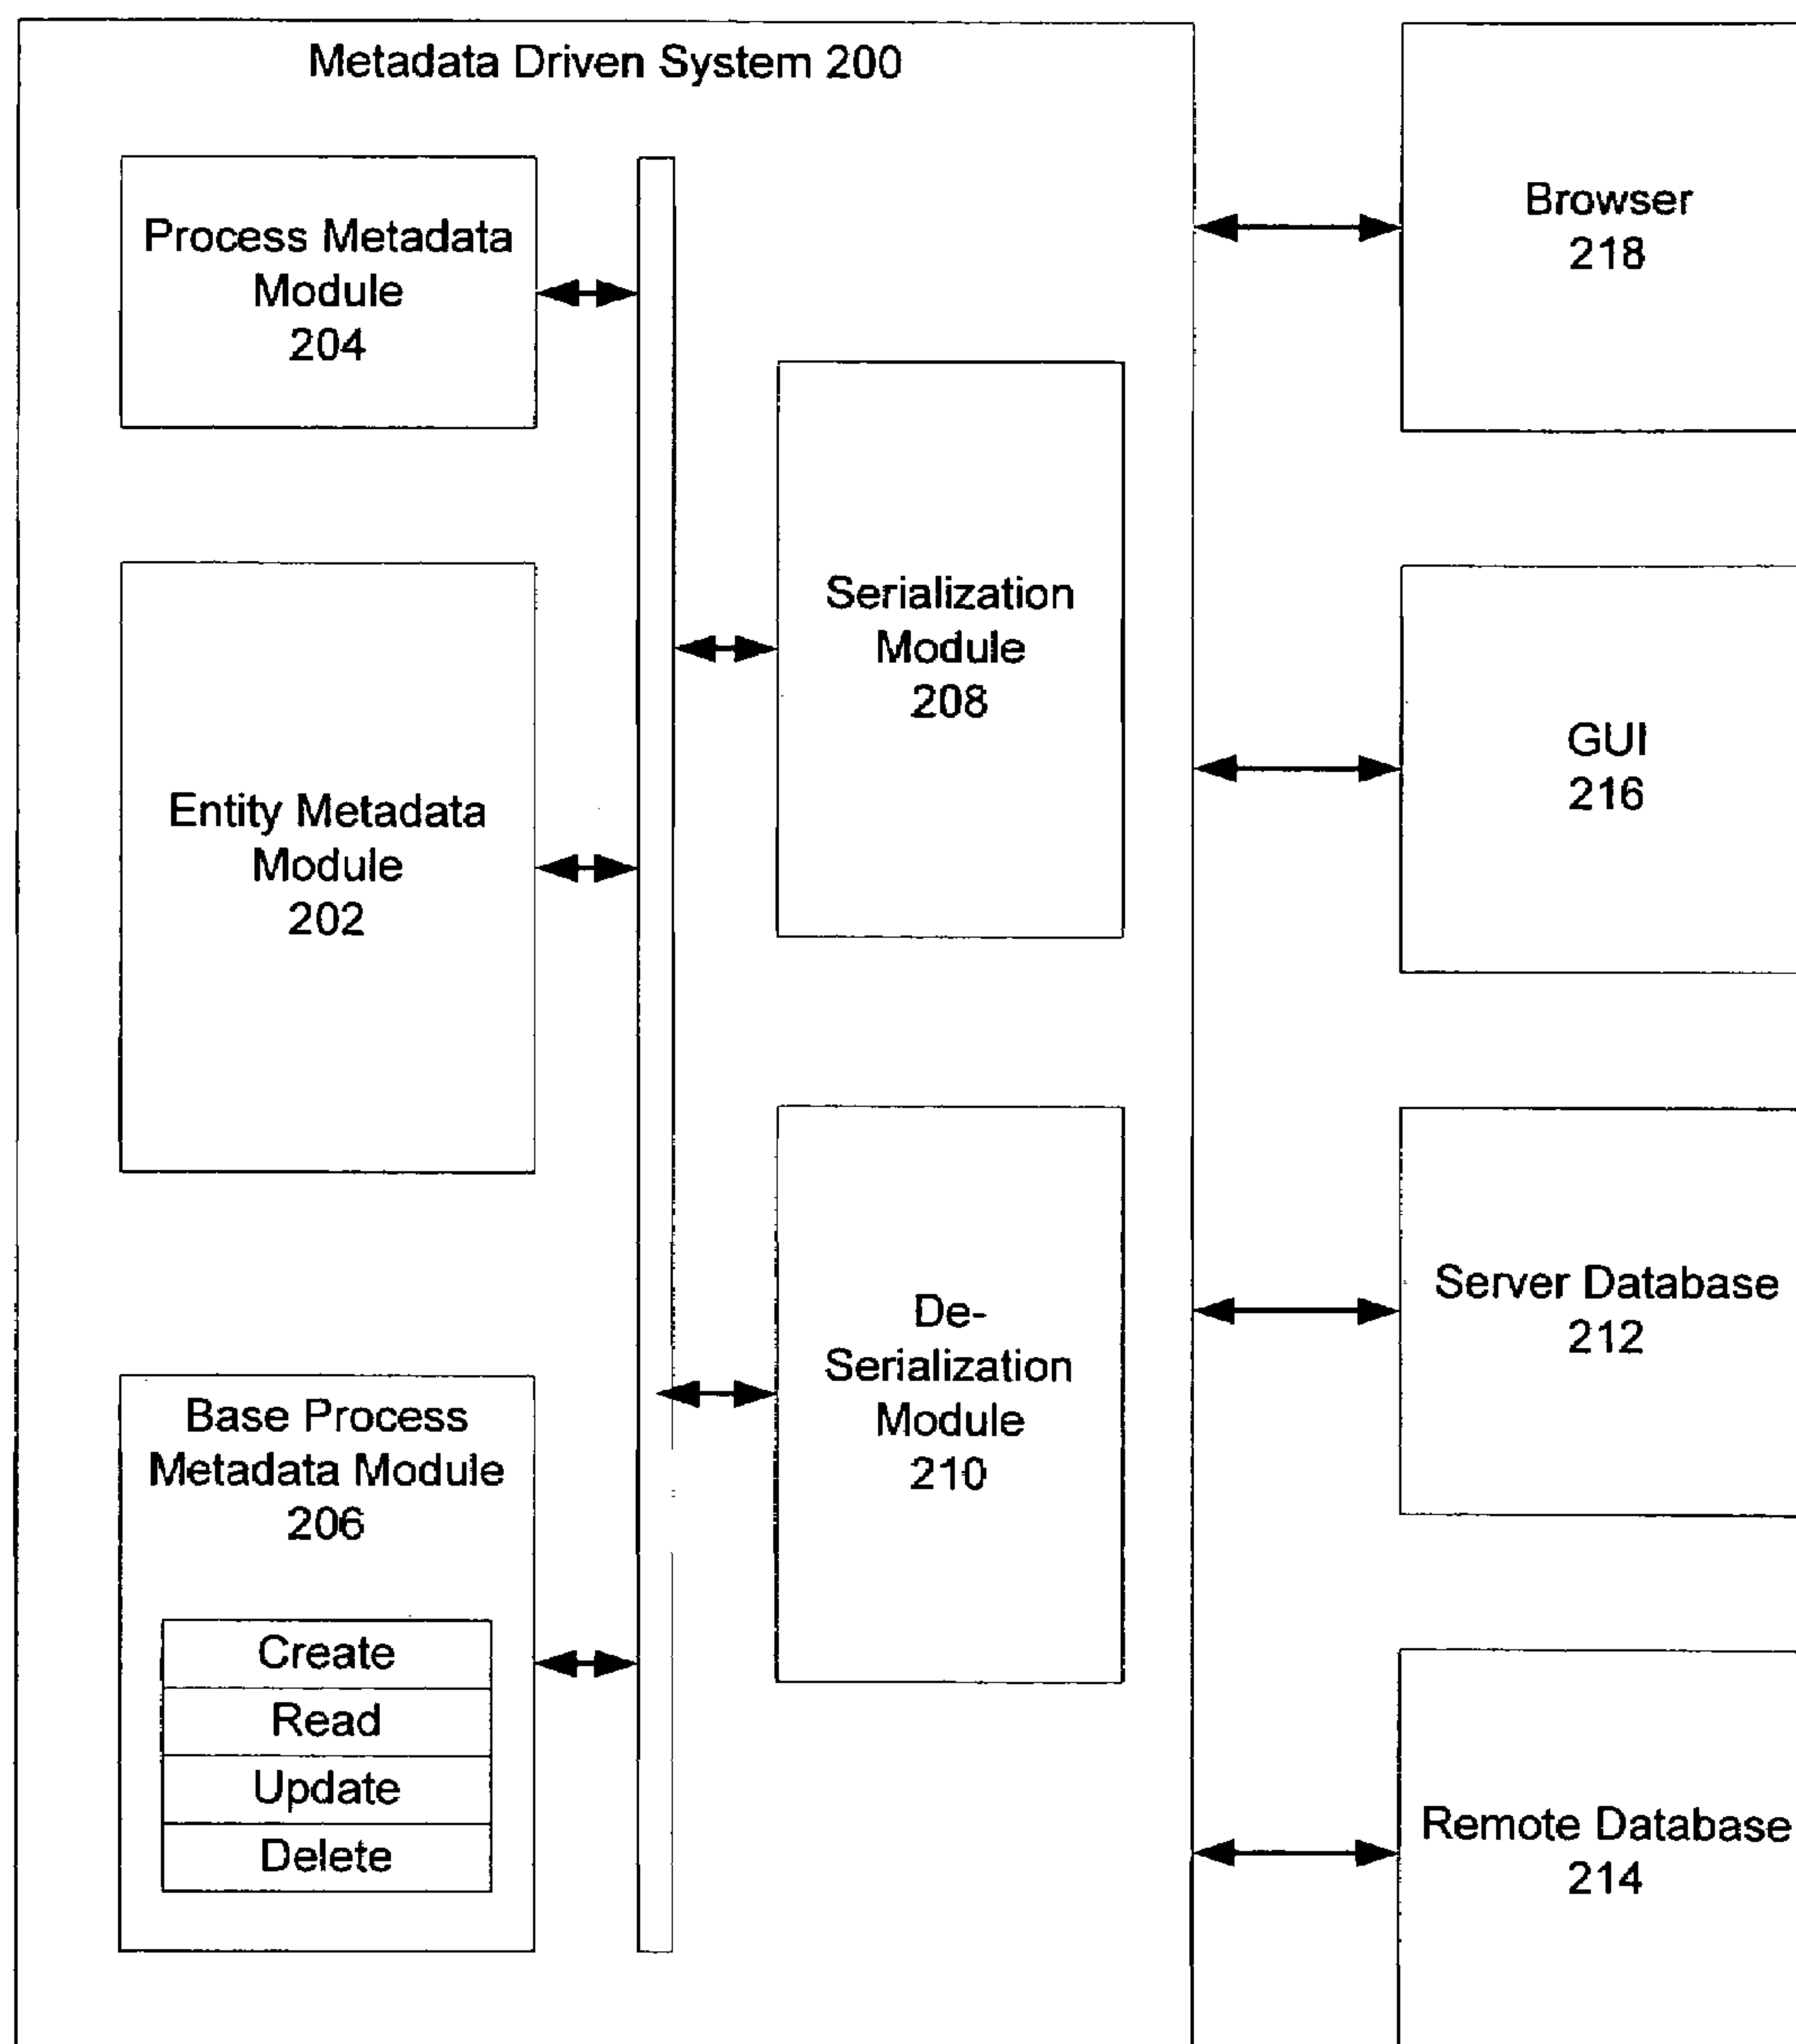 Metadata Driven System 200
Process Metadata
Module
204
Entity Metadata
Module
202
Base Process
Metadata Module
206
Create
Read
Update
Delete
Serialization
Module
208
De-
Serialization
Module
210
Browser
218
GUI
216
Server Database
212
Remote Database
214